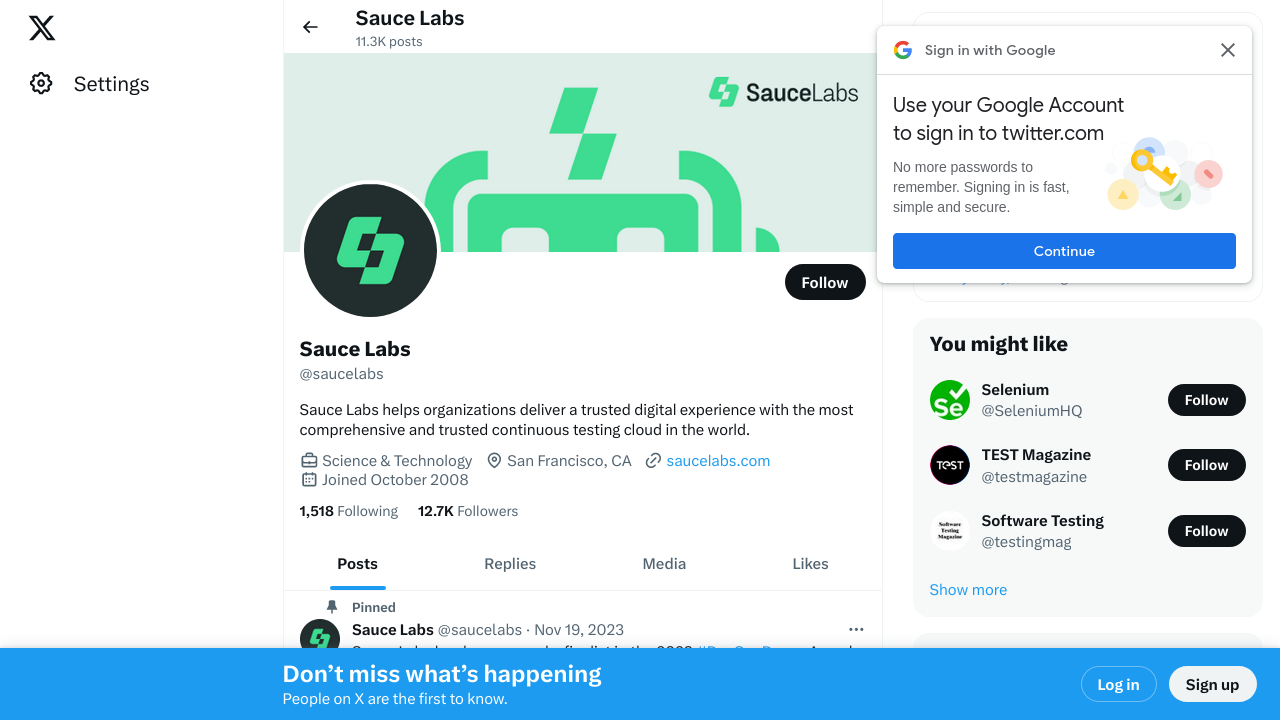 Settings
Sauce Labs
11.3K posts
SauceLabs
Follow
Sauce Labs
@saucelabs
Sauce Labs helps organizations deliver a trusted digital experience with the most
comprehensive and trusted continuous testing cloud in the world.
Science & Technology San Francisco, CA saucelabs.com
Joined October 2008
1,518 Following 12.7K Followers
Posts Replies Media Likes
Pinned
Sauce Labs @saucelabs · Nov 19, 2023
Sign in with Google
Use your Google Account
to sign in to twitter.com
No more passwords to
remember. Signing in is fast,
simple and secure.
Continue
You might like
Selenium
@SeleniumHQ
Follow
TEST
TEST Magazine
@testmagazine
Follow
Software
Testing
Magazine
Software Testing
@testingmag
Follow
Show more
Don't miss what's happening
People on X are the first to know.
Log in
Sign up